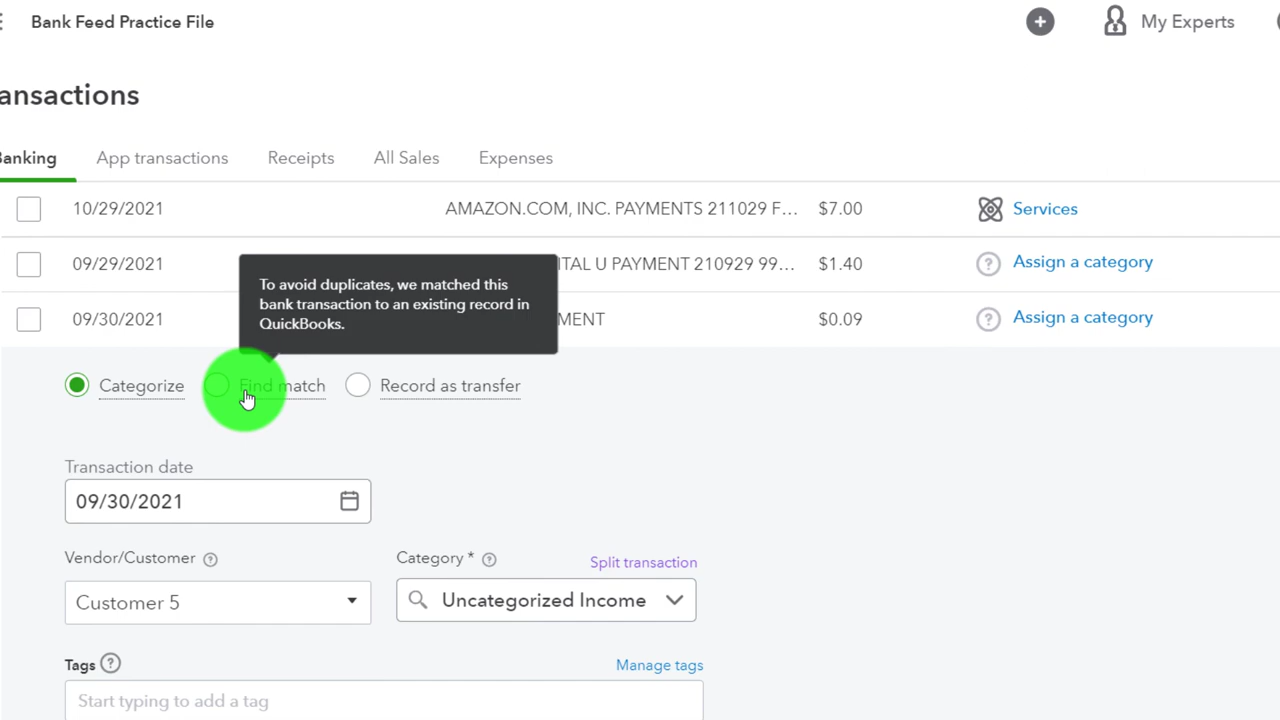 Bank Feed Practice File
My Experts
ansactions
Banking App transactions Receipts All Sales Expenses
10/29/2021 AMAZON.COM, INC. PAYMENTS 211029 F... $7.00 Services
09/29/2021 ITAL U PAYMENT 210929 99... $1.40 ? Assign a category
To avoid duplicates, we matched this
bank transaction to an existing record in
QuickBooks.
09/30/2021 MENT $0.09 ? Assign a category
Categorize Find match Record as transfer
Transaction date
09/30/2021
Vendor/Customer ? Category * ? Split transaction
Customer 5 Uncategorized Income
Tags ? Manage tags
Start typing to add a tag